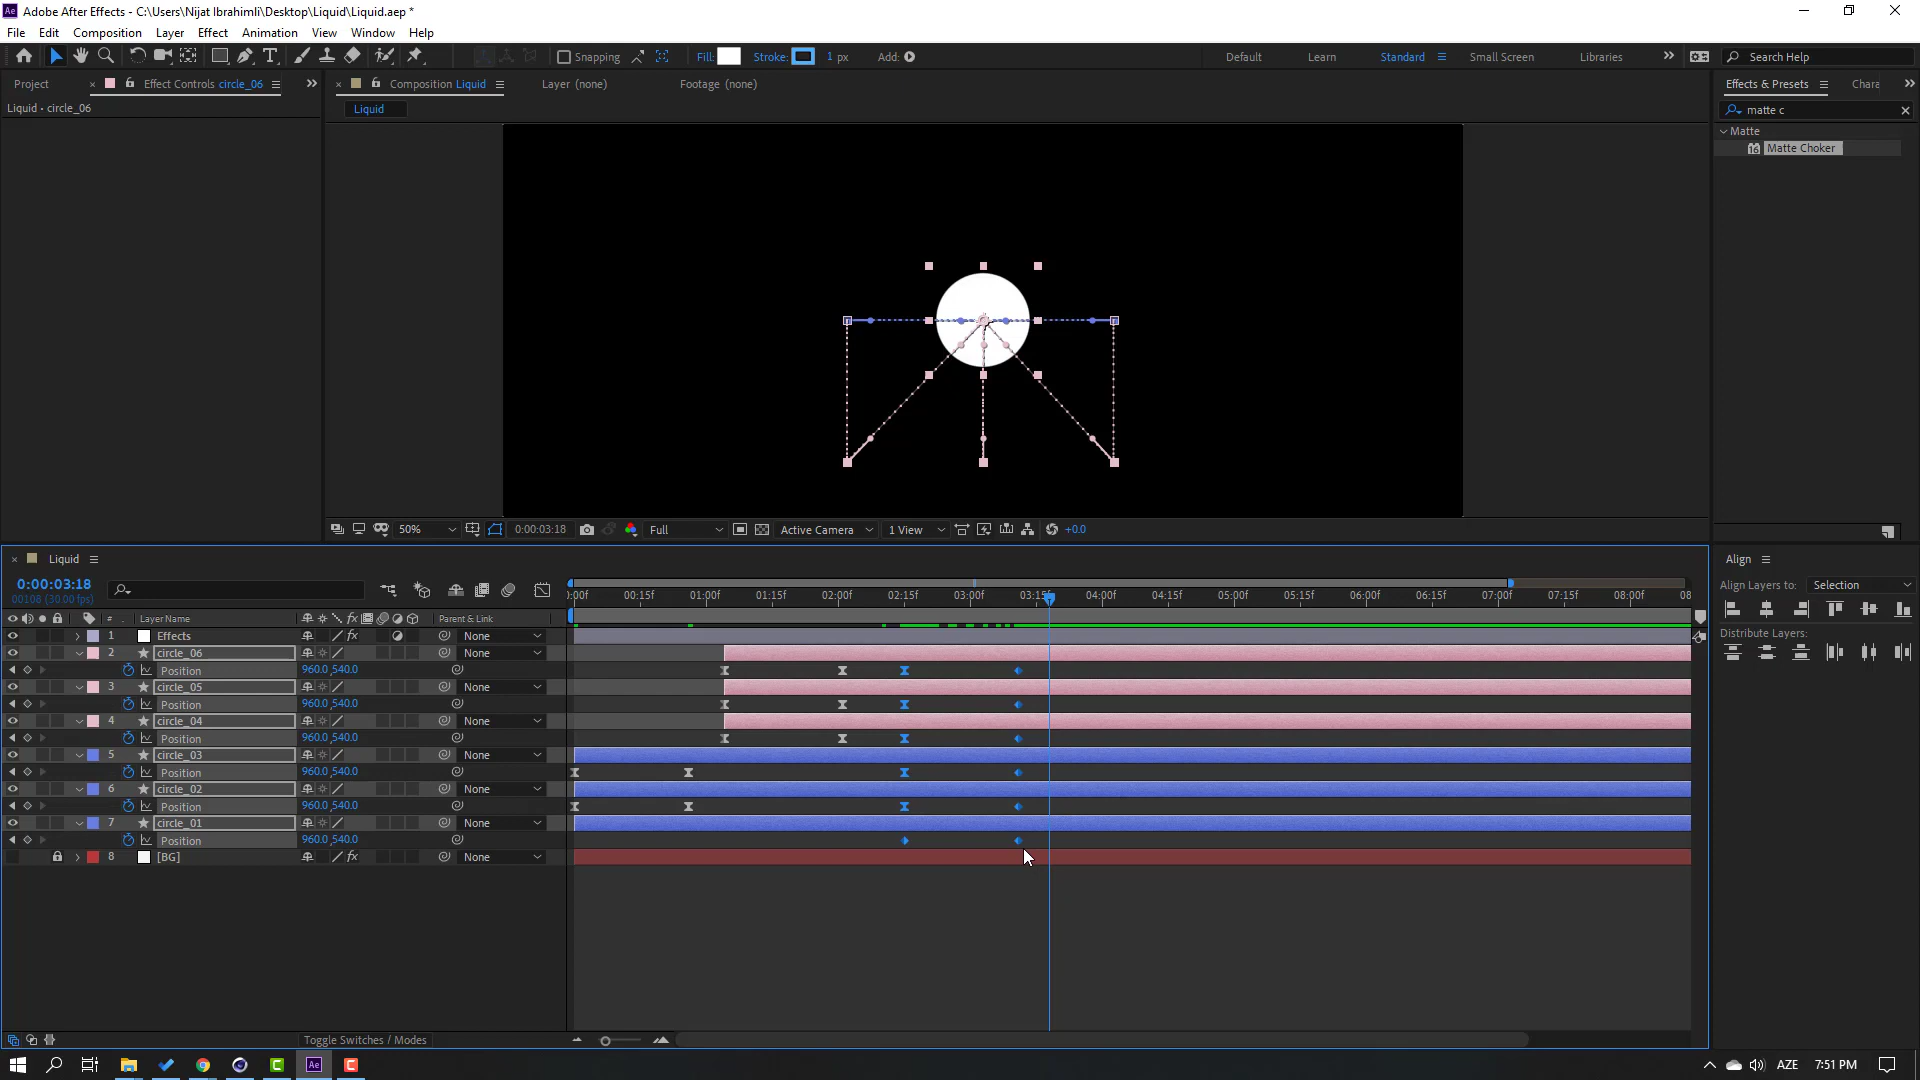 Adobe After Effects - C:\Users\Nijat Ibrahimli\Desktop\Liquid\Liquid.aep *
File Edit Composition Layer Effect Animation View Window Help
Snapping Fill: Stroke: 1 px Add: Default Learn Standard Small Screen Libraries Search Help
Project Effect Controls circle_06 Composition Liquid Layer (none) Footage (none) Effects & Presets Chara
Liquid • circle_06 Liquid matte c
Matte
Matte Choker
50% 0:00:03:18 Full Active Camera 1 View +0.0
Liquid Align
0:00:03:18 Align Layers to: Selection
00108 (30.00 fps) :00f 00:15f 01:00f 01:15f 02:00f 02:15f 03:00f 03:15f 04:00f 04:15f 05:00f 05:15f 06:00f 06:15f 07:00f 07:15f 08:00f 08
# Layer Name Parent & Link
Distribute Layers:
1 Effects None
2 circle_06 None
Position 960.0,540.0
3 circle_05 None
Position 960.0,540.0
4 circle_04 None
Position 960.0,540.0
5 circle_03 None
Position 960.0,540.0
6 circle_02 None
Position 960.0,540.0
7 circle_01 None
Position 960.0,540.0
8 [BG] None
Toggle Switches / Modes
AZE 7:51 PM